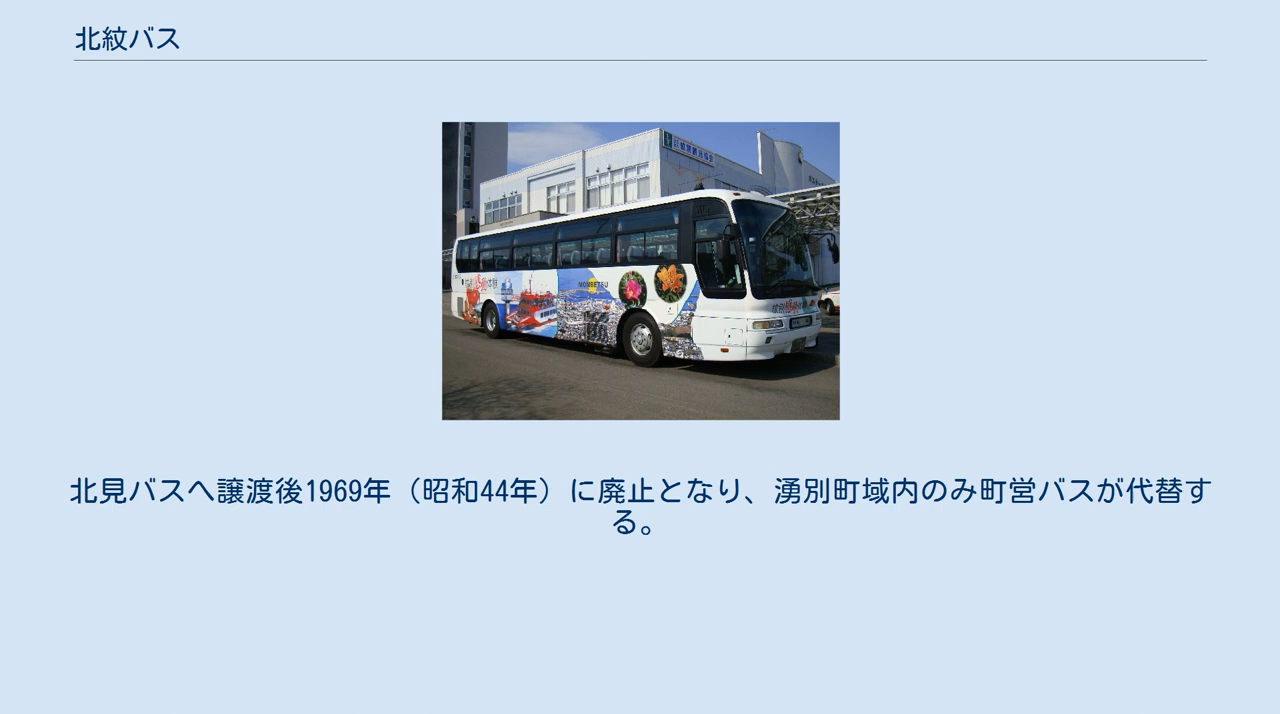 北紋バス
MONBETSU
北見バスへ譲渡後1969年（昭和44年）に廃止となり、湧別町域内のみ町営バスが代替す
る。